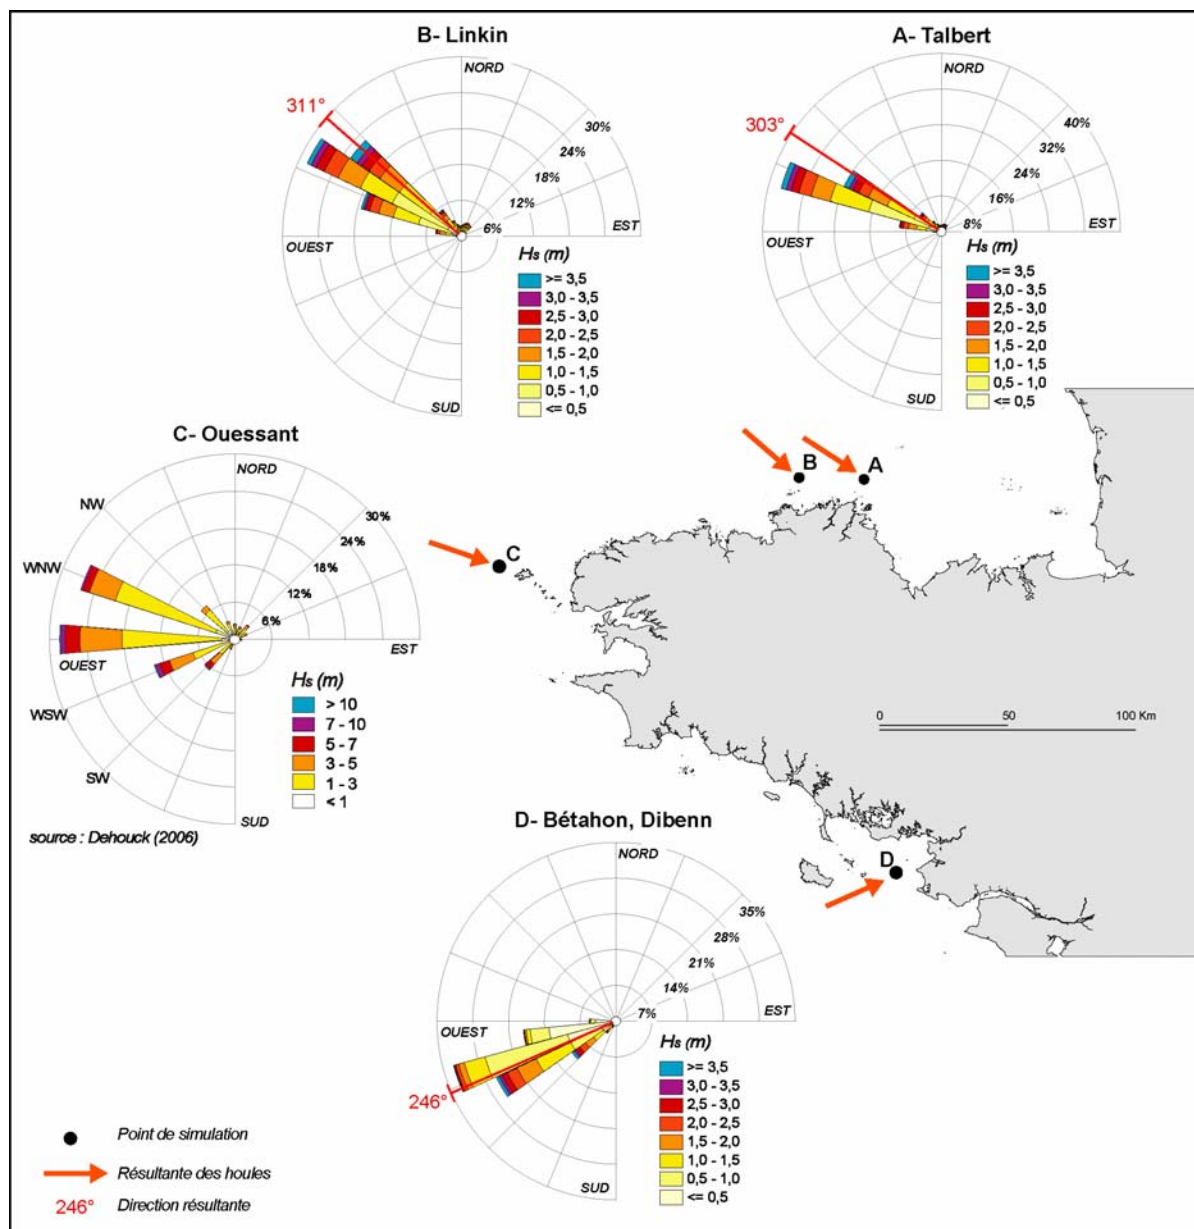 B- Linkin
NORD
311°
30%
24%
18%
12%
6%
OUEST
EST
SUD
Hs (m)
>= 3,5
3,0 - 3,5
2,5 - 3,0
2,0 - 2,5
1,5 - 2,0
1,0 - 1,5
0,5 - 1,0
<= 0,5
A- Talbert
NORD
303°
40%
32%
24%
16%
8%
OUEST
EST
SUD
Hs (m)
>= 3,5
3,0 - 3,5
2,5 - 3,0
2,0 - 2,5
1,5 - 2,0
1,0 - 1,5
0,5 - 1,0
<= 0,5
C- Ouessant
NORD
NW
30%
24%
18%
12%
6%
WNW
OUEST
EST
WSW
SW
SUD
Hs (m)
> 10
7 - 10
5 - 7
3 - 5
1 - 3
< 1
source : Dehouck (2006)
B
A
C
D
0
50
100 Km
D- Bétahon, Dibenn
NORD
35%
28%
21%
14%
7%
OUEST
EST
246°
SUD
Hs (m)
>= 3,5
3,0 - 3,5
2,5 - 3,0
2,0 - 2,5
1,5 - 2,0
1,0 - 1,5
0,5 - 1,0
<= 0,5
Point de simulation
Résultante des houles
246° Direction résultante